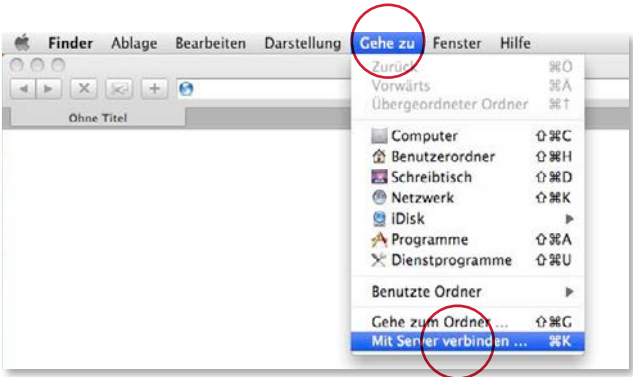 Finder Ablage Bearbeiten Darstellung Gehe zu Fenster Hilfe
Zurück ⌘Ö
Vorwärts ⌘Ä
Übergeordneter Ordner ⌘↑
Ohne Titel
Computer ⇧⌘C
Benutzerordner ⇧⌘H
Schreibtisch ⇧⌘D
Netzwerk ⇧⌘K
iDisk
Programme ⇧⌘A
Dienstprogramme ⇧⌘U
Benutzte Ordner
Gehe zum Ordner ... ⇧⌘G
Mit Server verbinden ... ⌘K